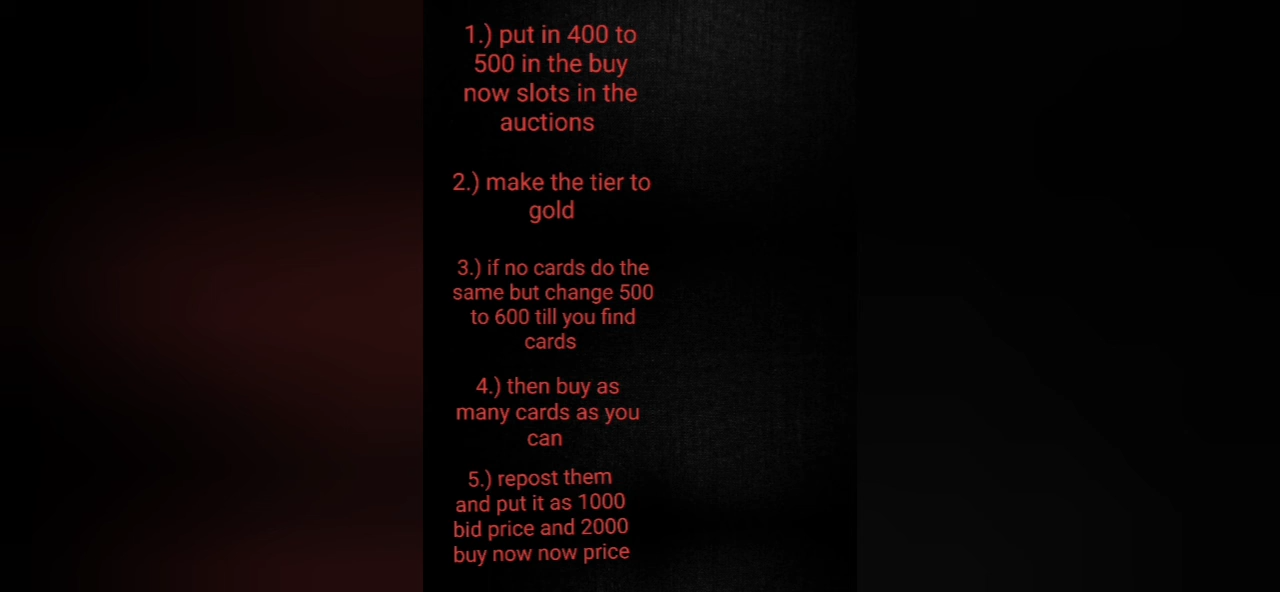 1.) put in 400 to
500 in the buy
now slots in the
auctions
2.) make the tier to
gold
3.) if no cards do the
same but change 500
to 600 till you find
cards
4.) then buy as
many cards as you
can
5.) repost them
and put it as 1000
bid price and 2000
buy now now price